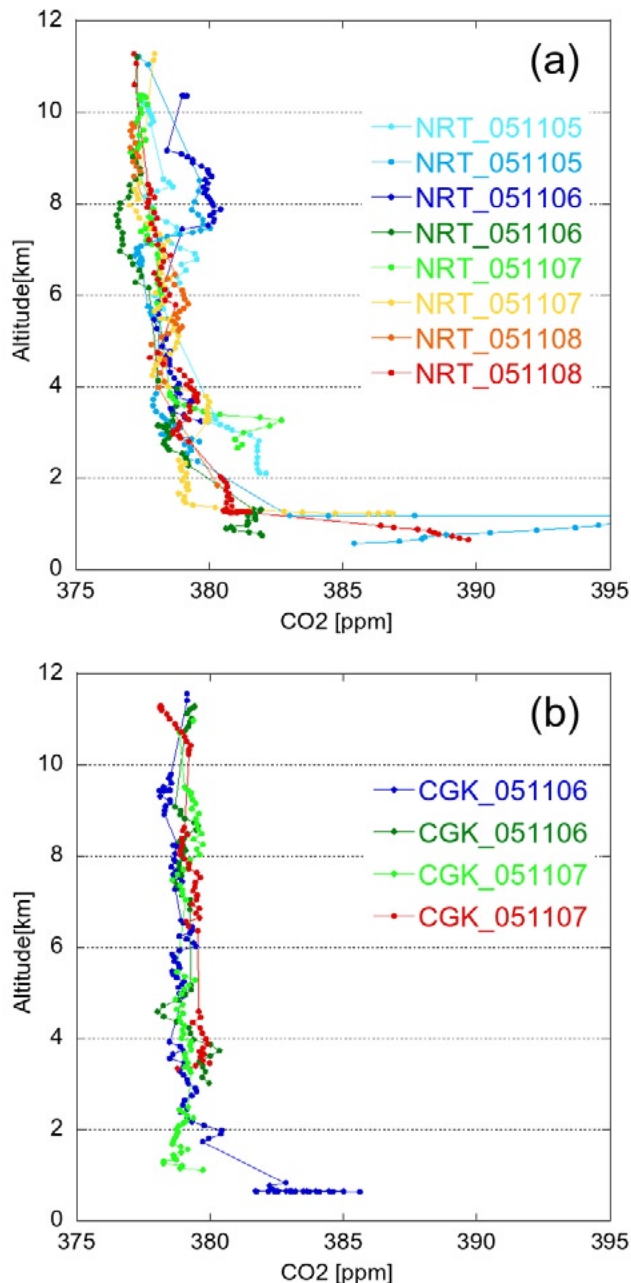 12
(a)
10
NRT_051105
NRT_051105
8
NRT_051106
NRT_051106
6
NRT_051107
NRT_051107
NRT_051108
4
NRT_051108
2
0
Altitude[km]
375
380
385
390
395
CO2 [ppm]
12
(b)
10
CGK_051106
CGK_051106
8
CGK_051107
CGK_051107
6
4
2
0
Altitude[km]
375
380
385
390
395
CO2 [ppm]